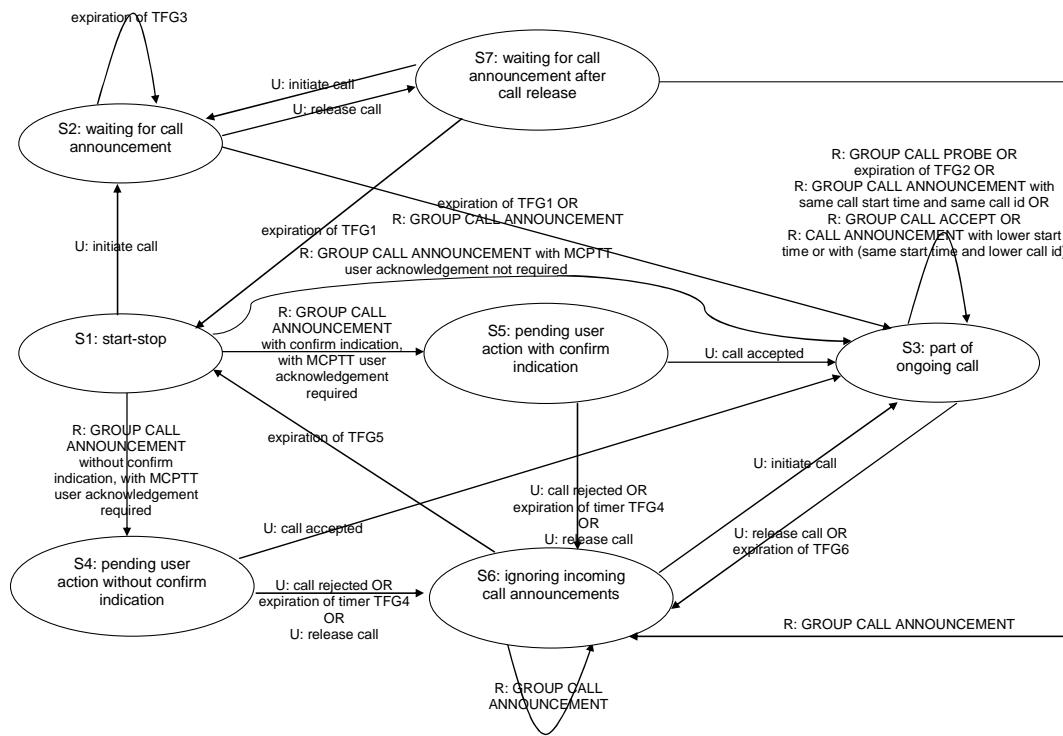 expiration of TFG3
S7: waiting for call
announcement after
call release
U: initiate call
U: release call
S2: waiting for call
announcement
R: GROUP CALL PROBE OR
expiration of TFG2 OR
R: GROUP CALL ANNOUNCEMENT with
same call start time and same call id OR
R: GROUP CALL ACCEPT OR
R: CALL ANNOUNCEMENT with lower start
time or with (same start time and lower call id)
expiration of TFG1 OR
R: GROUP CALL ANNOUNCEMENT
expiration of TFG1
U: initiate call
R: GROUP CALL ANNOUNCEMENT with MCPTT
user acknowledgement not required
S1: start-stop
R: GROUP CALL
ANNOUNCEMENT
with confirm indication,
with MCPTT user
acknowledgement
required
S5: pending user
action with confirm
indication
U: call accepted
S3: part of
ongoing call
R: GROUP CALL
ANNOUNCEMENT
without confirm
indication, with MCPTT
user acknowledgement
required
expiration of TFG5
U: initiate call
U: call rejected OR
expiration of timer TFG4
OR
U: release call
U: call accepted
U: release call OR
expiration of TFG6
S4: pending user
action without confirm
indication
U: call rejected OR
expiration of timer TFG4
OR
U: release call
S6: ignoring incoming
call announcements
R: GROUP CALL ANNOUNCEMENT
R: GROUP CALL
ANNOUNCEMENT